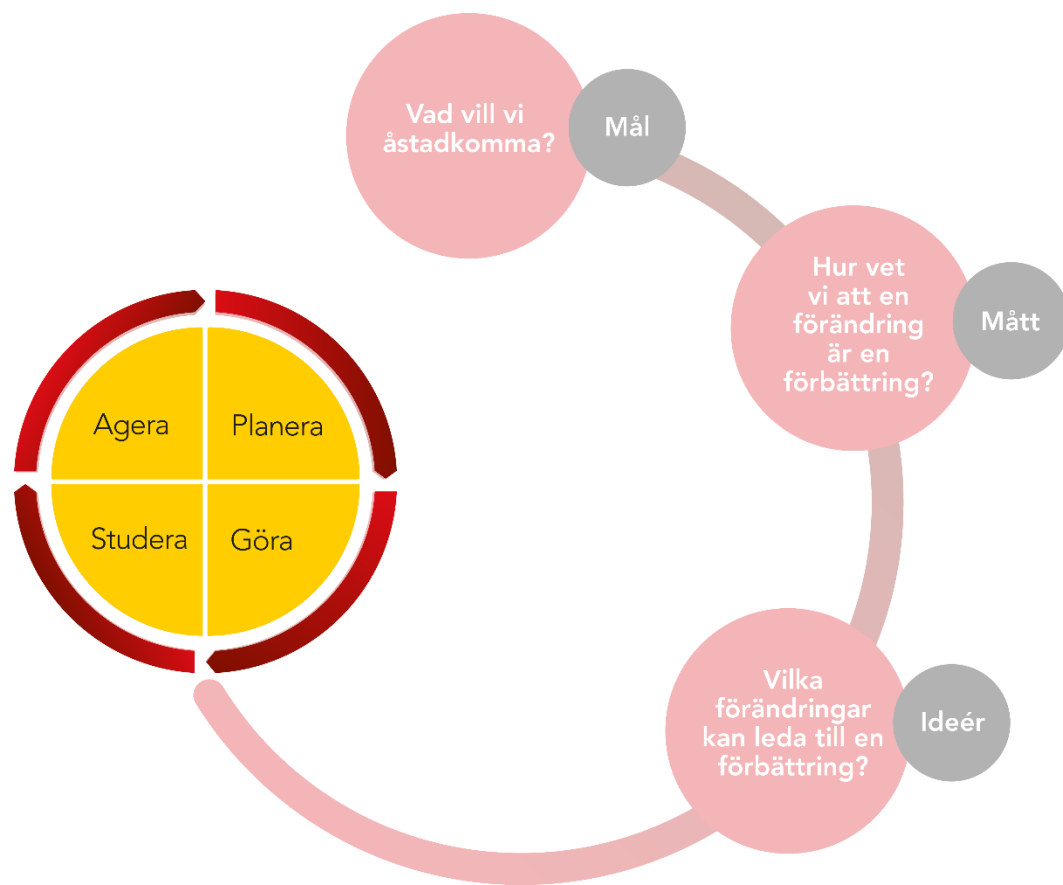 Vad vill vi
åstadkomma?
Mål
Hur vet
vi att en
förändring
är en
förbättring?
Mått
Vilka
förändringar
kan leda till en
förbättring?
Ideér
Agera
Planera
Studera
Göra